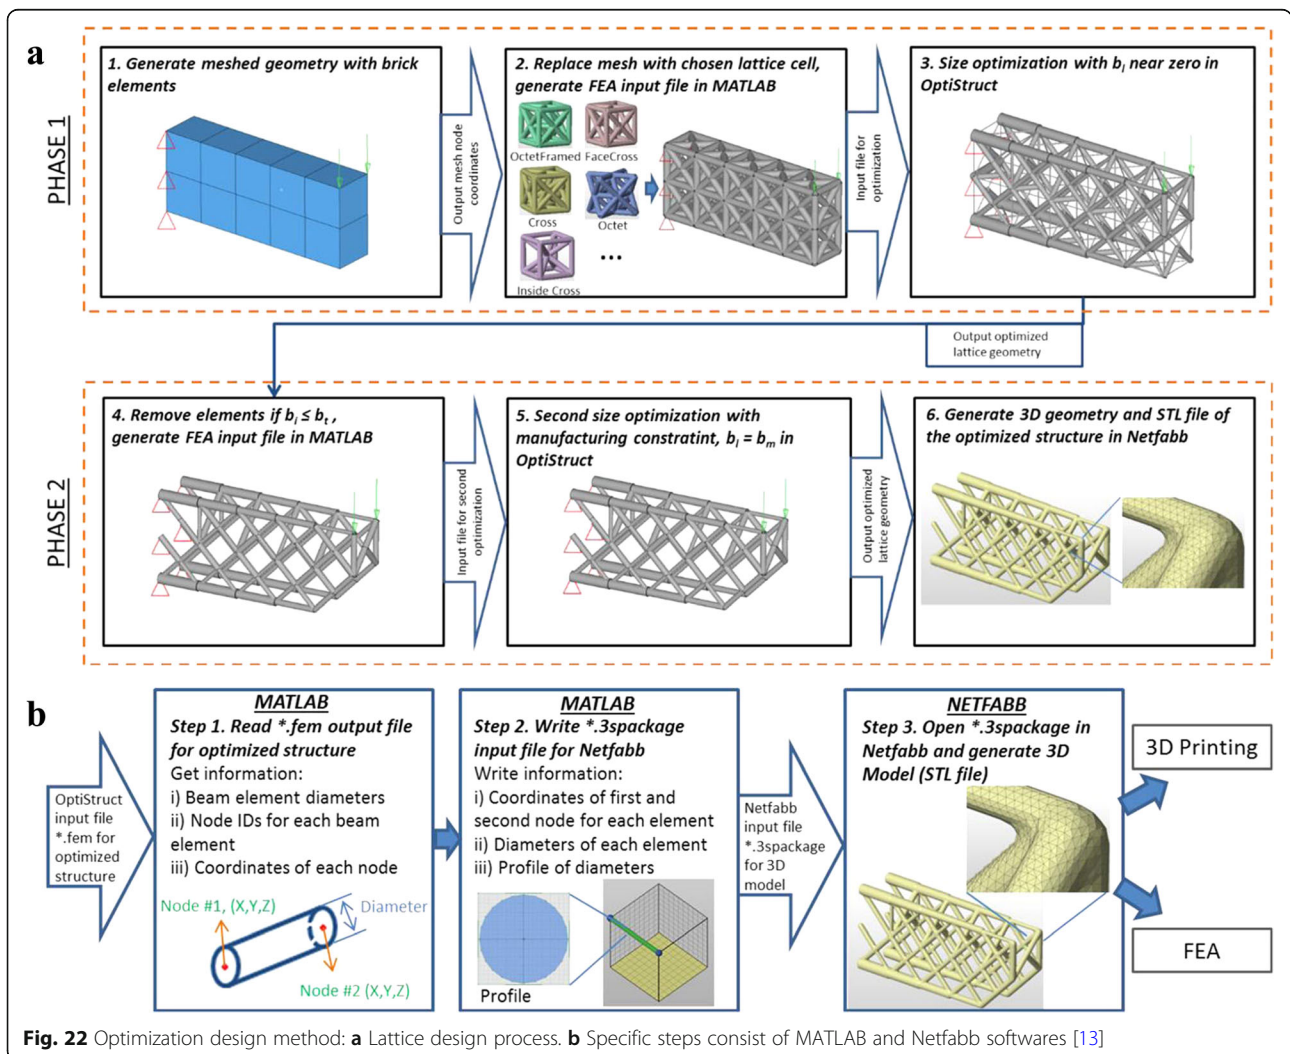 a
PHASE 1
1. Generate meshed geometry with brick
elements
Output mesh node
coordinates
2. Replace mesh with chosen lattice cell,
generate FEA input file in MATLAB
OctetFramed
FaceCross
Cross
Octet
Inside Cross
...
Input file for
optimization
3. Size optimization with b_l near zero in
OptiStruct
Output optimized
lattice geometry
PHASE 2
4. Remove elements if b_i ≤ b_t ,
generate FEA input file in MATLAB
Input file for second
optimization
5. Second size optimization with
manufacturing constratint, b_l = b_m in
OptiStruct
Output optimized
lattice geometry
6. Generate 3D geometry and STL file of
the optimized structure in Netfabb
b
OptiStruct
input file
*.fem for
optimized
structure
MATLAB
Step 1. Read *.fem output file
for optimized structure
Get information:
i) Beam element diameters
ii) Node IDs for each beam
element
iii) Coordinates of each node
Node #1, (X,Y,Z)
Diameter
Node #2 (X,Y,Z)
MATLAB
Step 2. Write *.3spackage
input file for Netfabb
Write information:
i) Coordinates of first and
second node for each element
ii) Diameters of each element
iii) Profile of diameters
Profile
Netfabb
input file
*.3spackage
for 3D
model
NETFABB
Step 3. Open *.3spackage in
Netfabb and generate 3D
Model (STL file)
3D Printing
FEA
Fig. 22 Optimization design method: a Lattice design process. b Specific steps consist of MATLAB and Netfabb softwares [13]